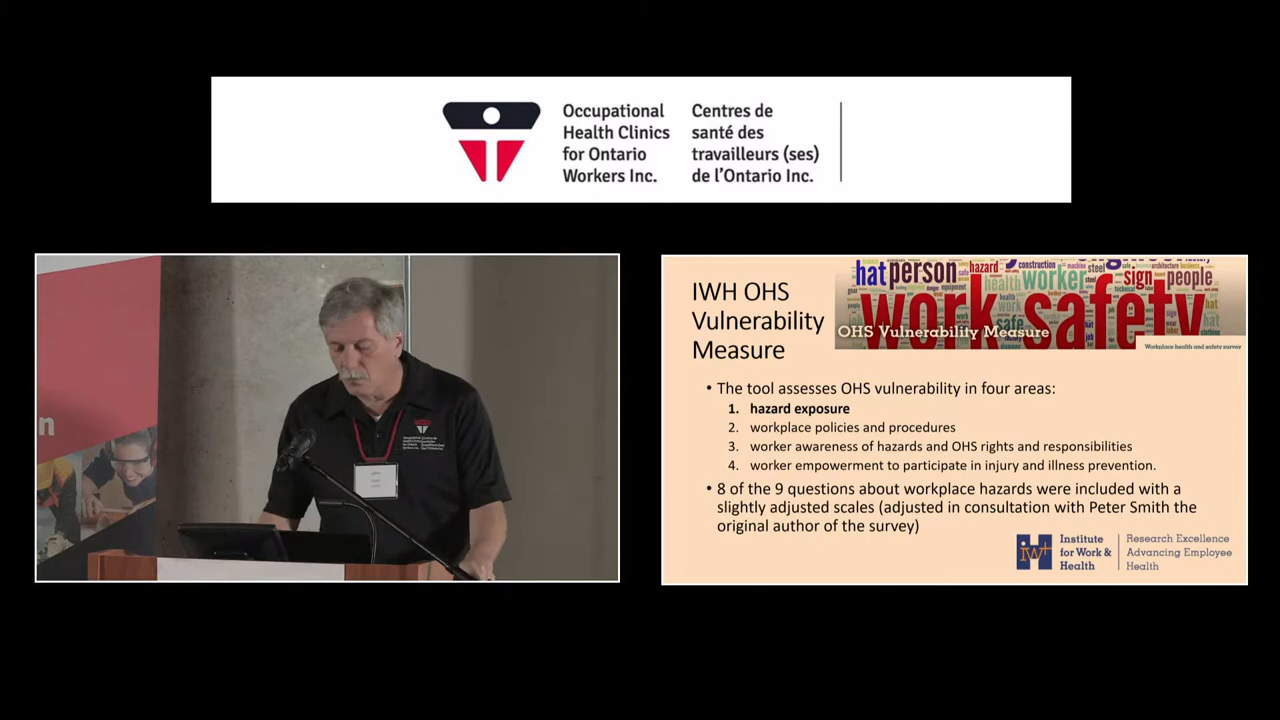 Occupational
Health Clinics
for Ontario
Workers Inc.
Centres de
santé des
travailleurs (ses)
de l'Ontario Inc.
n
IWH OHS
Vulnerability
Measure
hat person hazard construction steel sign people
health worker
work safety
OHS Vulnerability Measure
Workplace health and safety survey
• The tool assesses OHS vulnerability in four areas:
1. hazard exposure
2. workplace policies and procedures
3. worker awareness of hazards and OHS rights and responsibilities
4. worker empowerment to participate in injury and illness prevention.
• 8 of the 9 questions about workplace hazards were included with a
slightly adjusted scales (adjusted in consultation with Peter Smith the
original author of the survey)
iwh
Institute
for Work &
Health
Research Excellence
Advancing Employee
Health